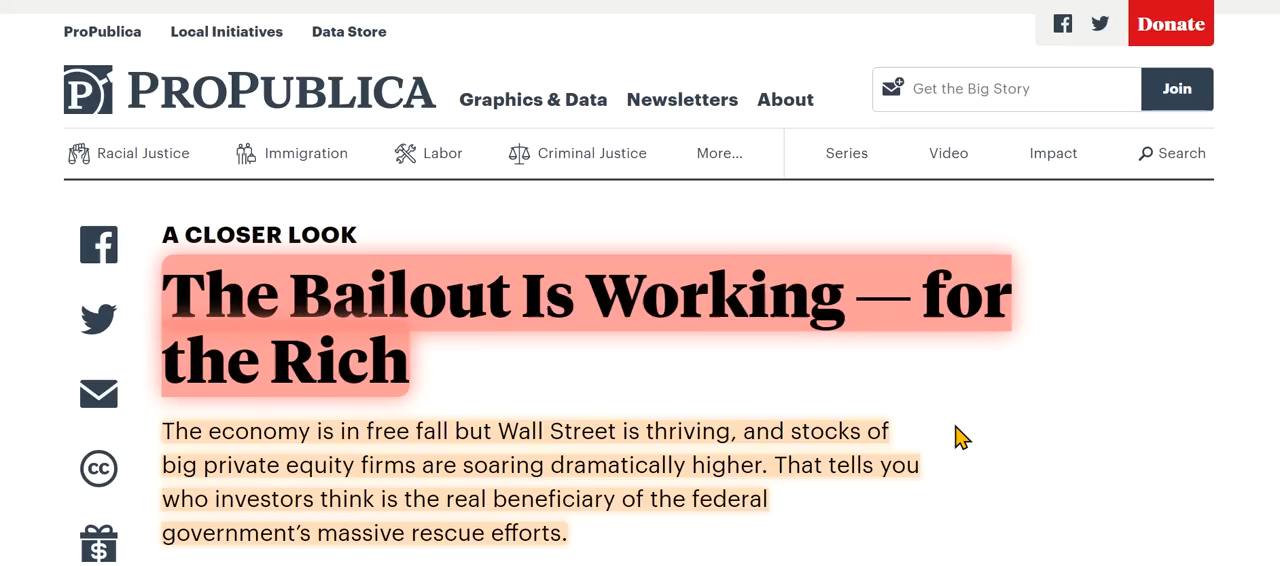 ProPublica Local Initiatives Data Store
Donate
PROPUBLICA Graphics & Data Newsletters About
Get the Big Story Join
Racial Justice Immigration Labor Criminal Justice More... Series Video Impact Search
A CLOSER LOOK
The Bailout Is Working — for
the Rich
The economy is in free fall but Wall Street is thriving, and stocks of
big private equity firms are soaring dramatically higher. That tells you
who investors think is the real beneficiary of the federal
government’s massive rescue efforts.